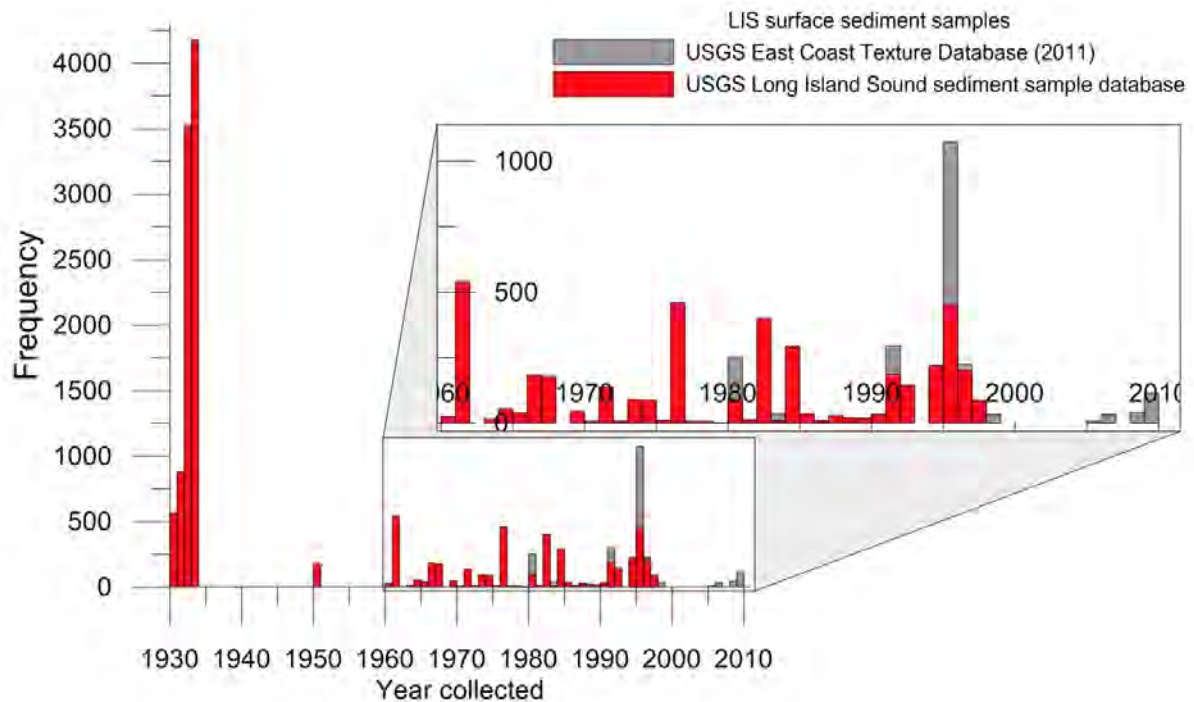 LIS surface sediment samples
USGS East Coast Texture Database (2011)
USGS Long Island Sound sediment sample database
Frequency
4000
3500
3000
2500
2000
1500
1000
500
0
1000
500
0
060 1970 1980 1990 2000 2010
1930 1940 1950 1960 1970 1980 1990 2000 2010
Year collected